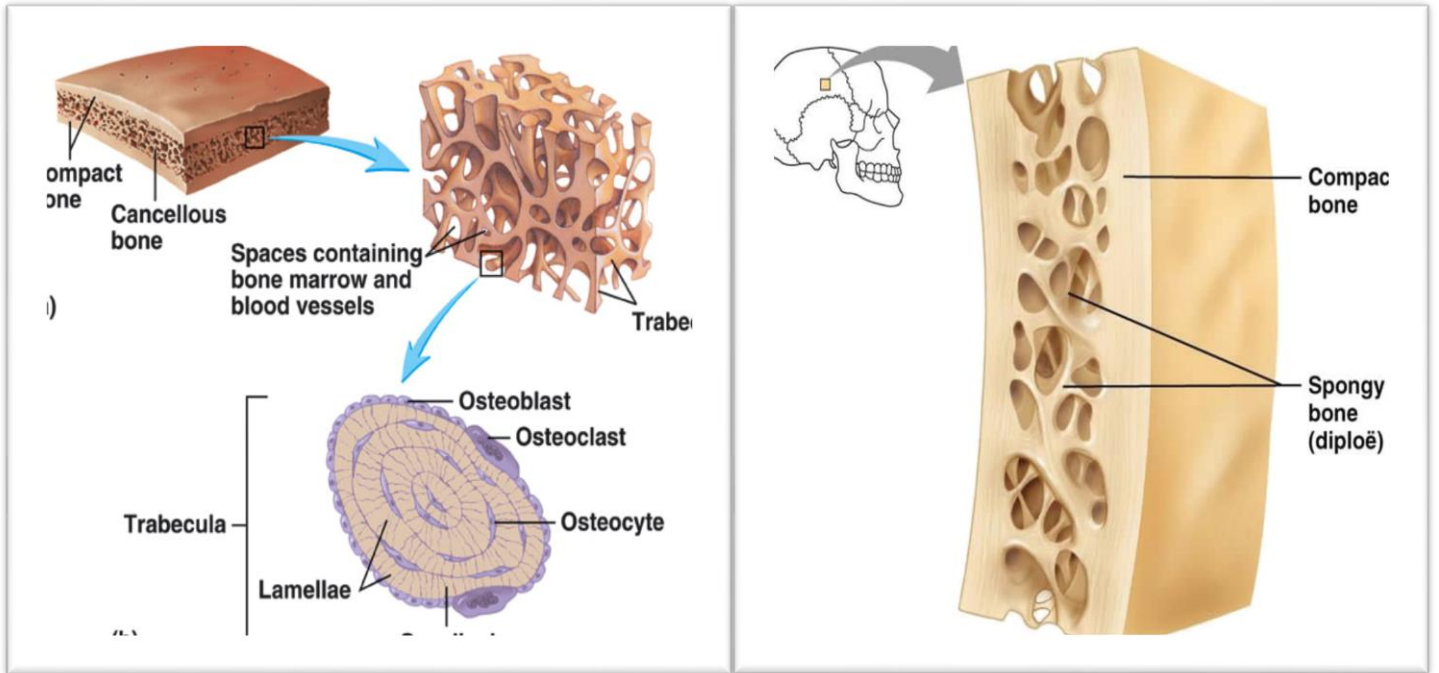 ompact
one
Cancellous
bone
Spaces containing
bone marrow and
blood vessels
Trabe
)
Osteoblast
Osteoclast
Trabecula
Osteocyte
Lamellae
Compac
bone
Spongy
bone
(diploë)